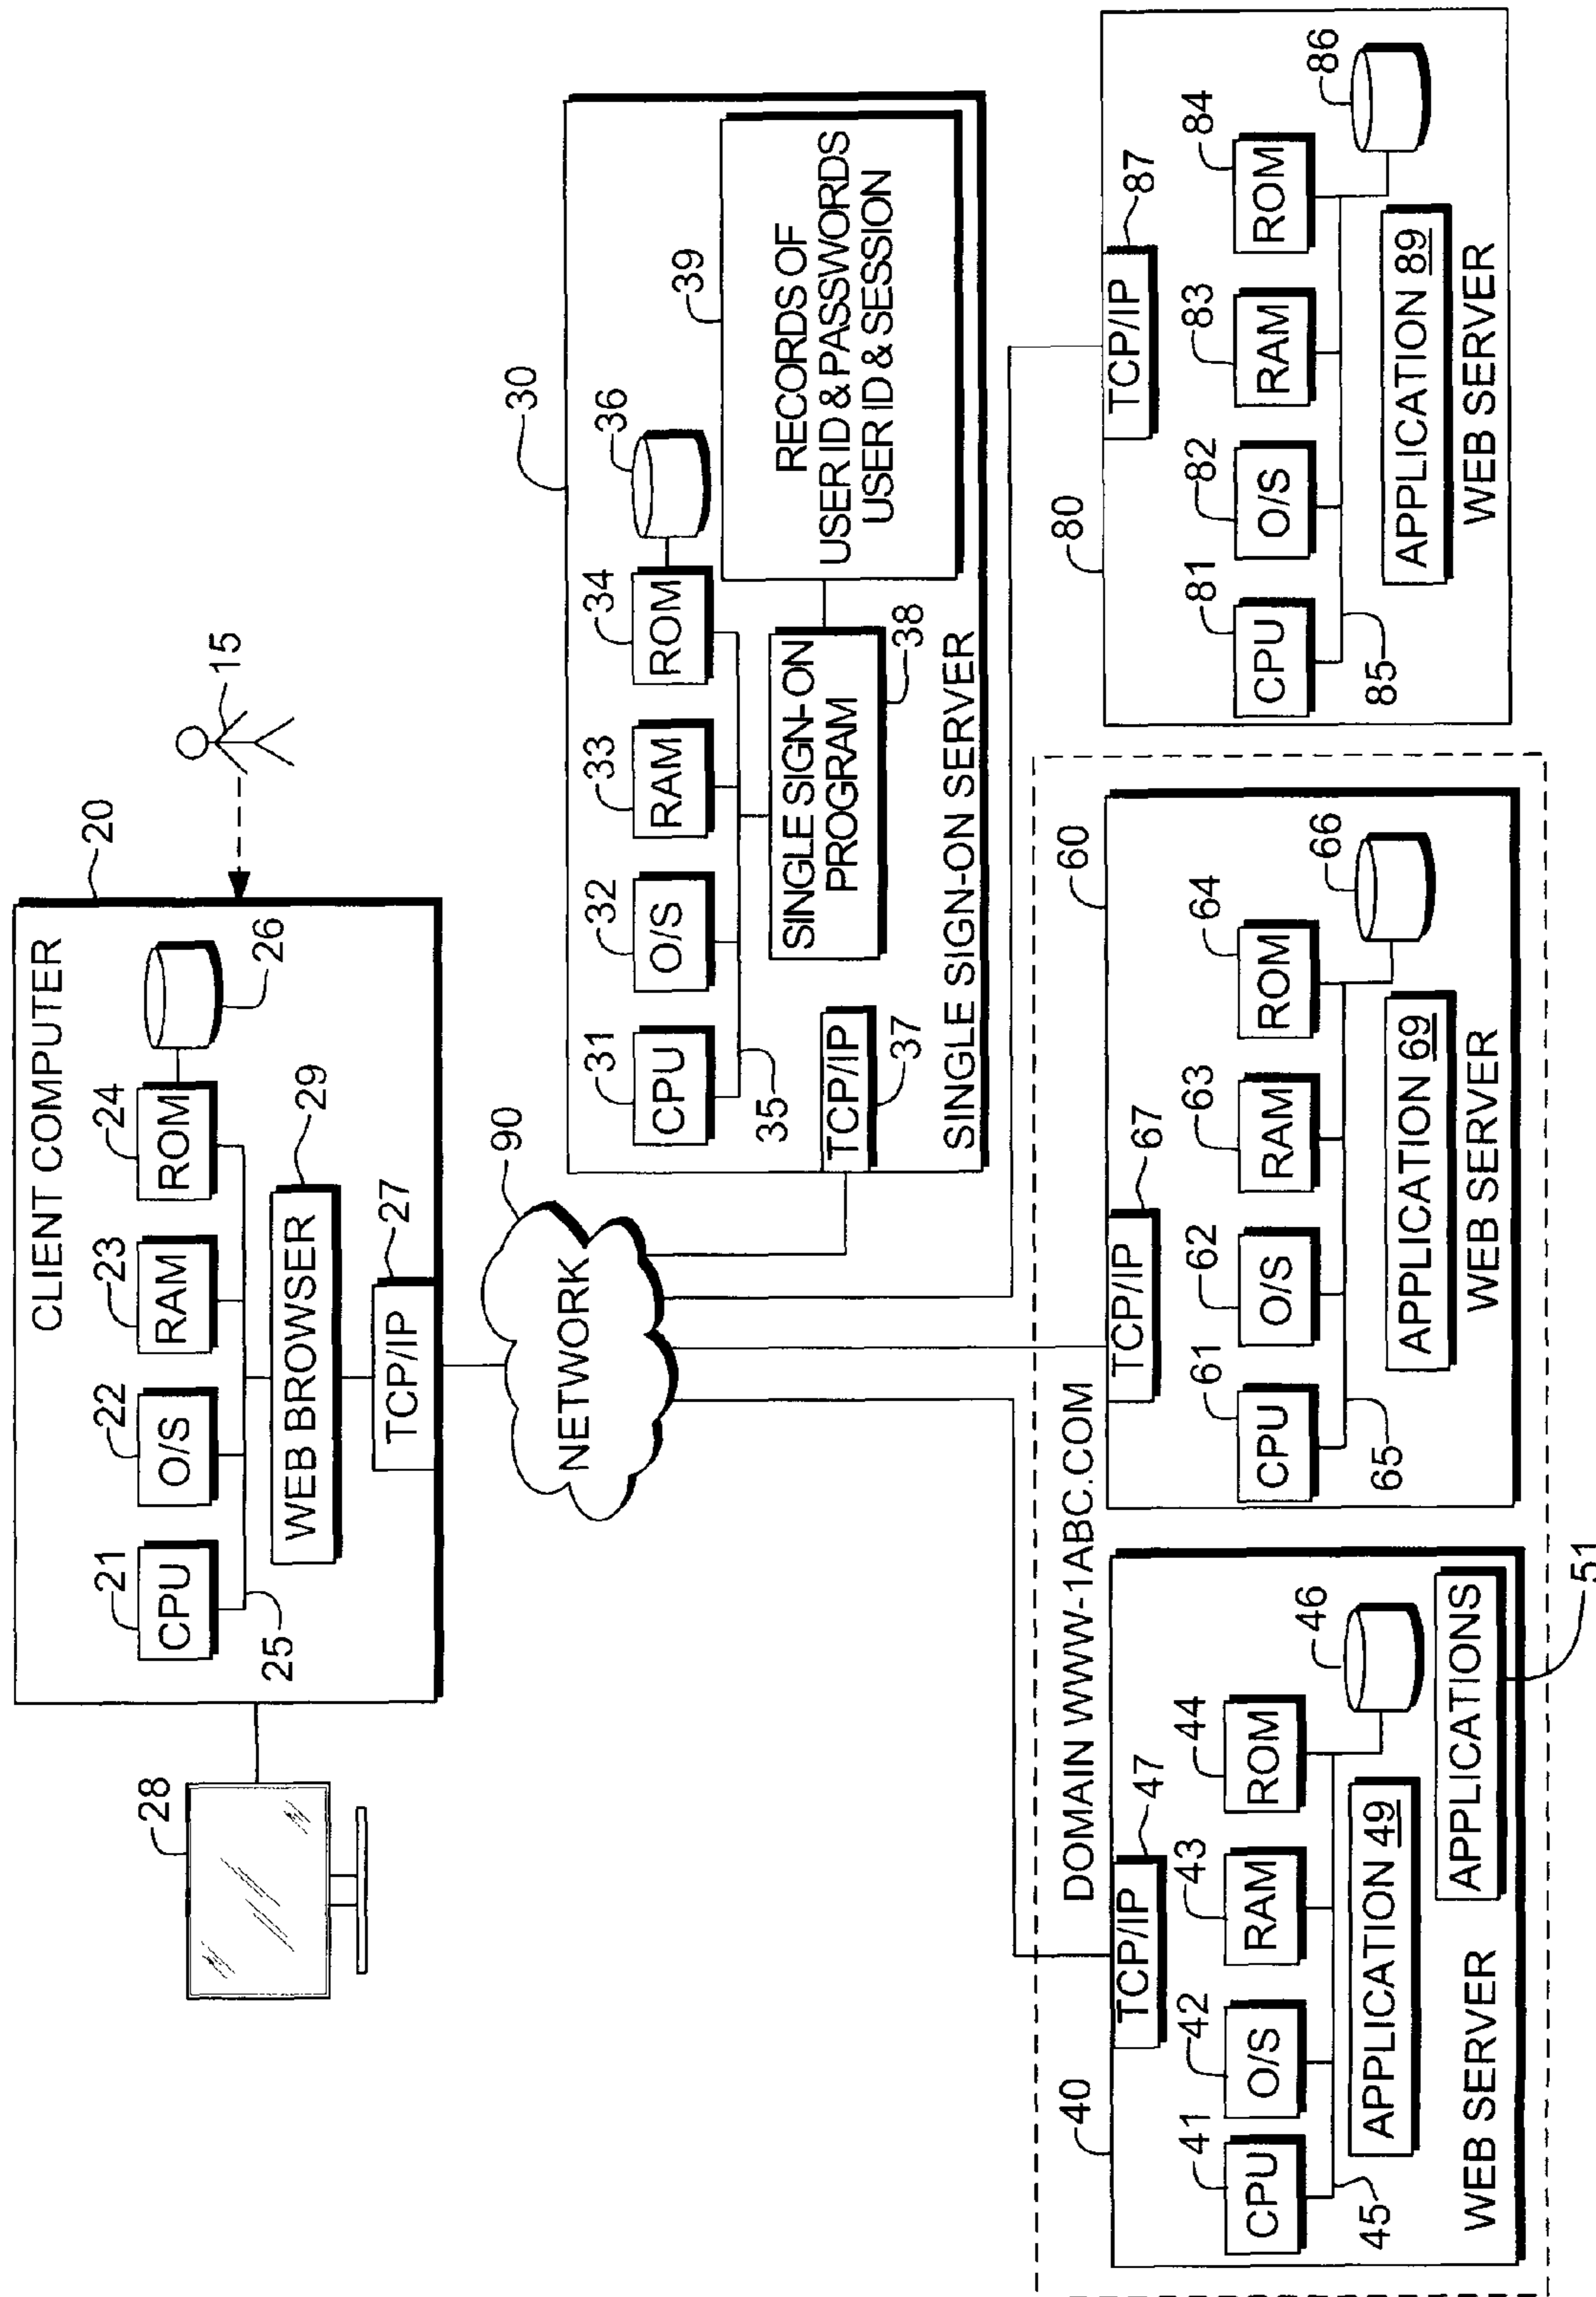 CLIENT COMPUTER
20
15
28
21
22
23
24
CPU
O/S
RAM
ROM
26
25
WEB BROWSER
29
TCP/IP
27
NETWORK
90
30
31
32
33
34
36
CPU
O/S
RAM
ROM
39
RECORDS OF
USER ID & PASSWORDS
USER ID & SESSION
35
SINGLE SIGN-ON
PROGRAM
38
TCP/IP
37
SINGLE SIGN-ON SERVER
DOMAIN WWW-1ABC.COM
40
TCP/IP
47
41
42
43
44
CPU
O/S
RAM
ROM
46
45
APPLICATION 49
APPLICATIONS
WEB SERVER
51
60
TCP/IP
67
61
62
63
64
CPU
O/S
RAM
ROM
66
65
APPLICATION 69
WEB SERVER
80
TCP/IP
87
81
82
83
84
CPU
O/S
RAM
ROM
86
85
APPLICATION 89
WEB SERVER